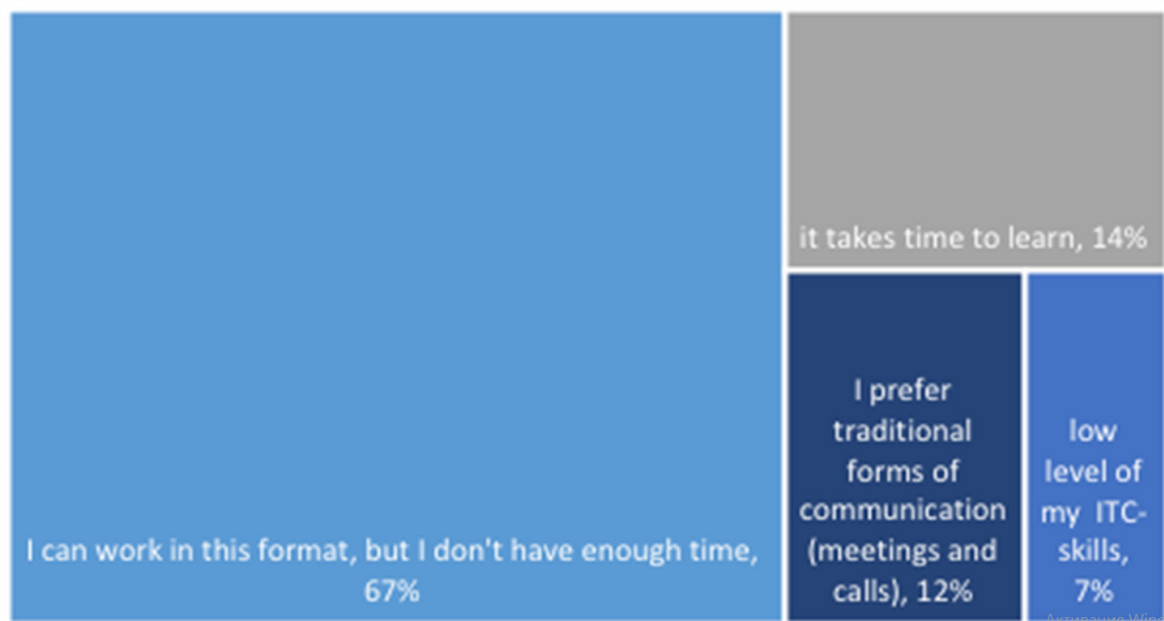 it takes time to learn, 14%
I can work in this format, but I don't have enough time,
67%
I prefer
traditional
forms of
communication
(meetings and
calls), 12%
low
level of
my ITC-
skills,
7%